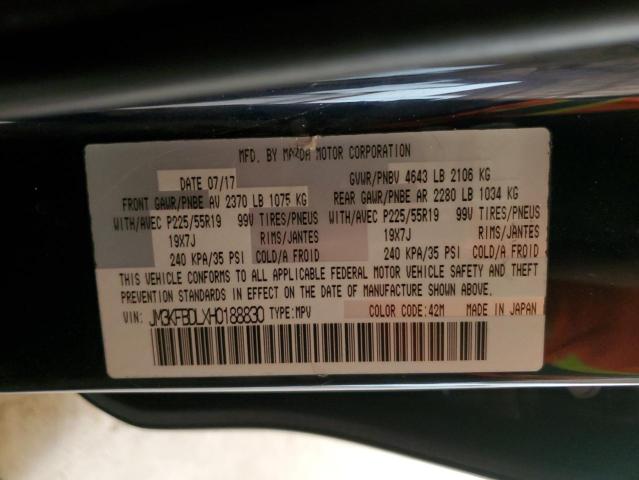 MFD. BY MAZDA MOTOR CORPORATION
DATE 07/17 GVWR/PNBV 4643 LB 2106 KG
FRONT GAWR/PNBE AV 2370 LB 1075 KG REAR GAWR/PNBE AR 2280 LB 1034 KG
WITH/AVEC P225/55R19 99V TIRES/PNEUS WITH/AVEC P225/55R19 99V TIRES/PNEUS
19X7J RIMS/JANTES 19X7J RIMS/JANTES
240 KPA/35 PSI COLD/A FROID 240 KPA/35 PSI COLD/A FROID
THIS VEHICLE CONFORMS TO ALL APPLICABLE FEDERAL MOTOR VEHICLE SAFETY AND THEFT
PREVENTION STANDARDS IN EFFECT ON THE DATE OF MANUFACTURE SHOWN ABOVE.
VIN: JM3KFBDLXH0188830 TYPE:MPV COLOR CODE:42M MADE IN JAPAN